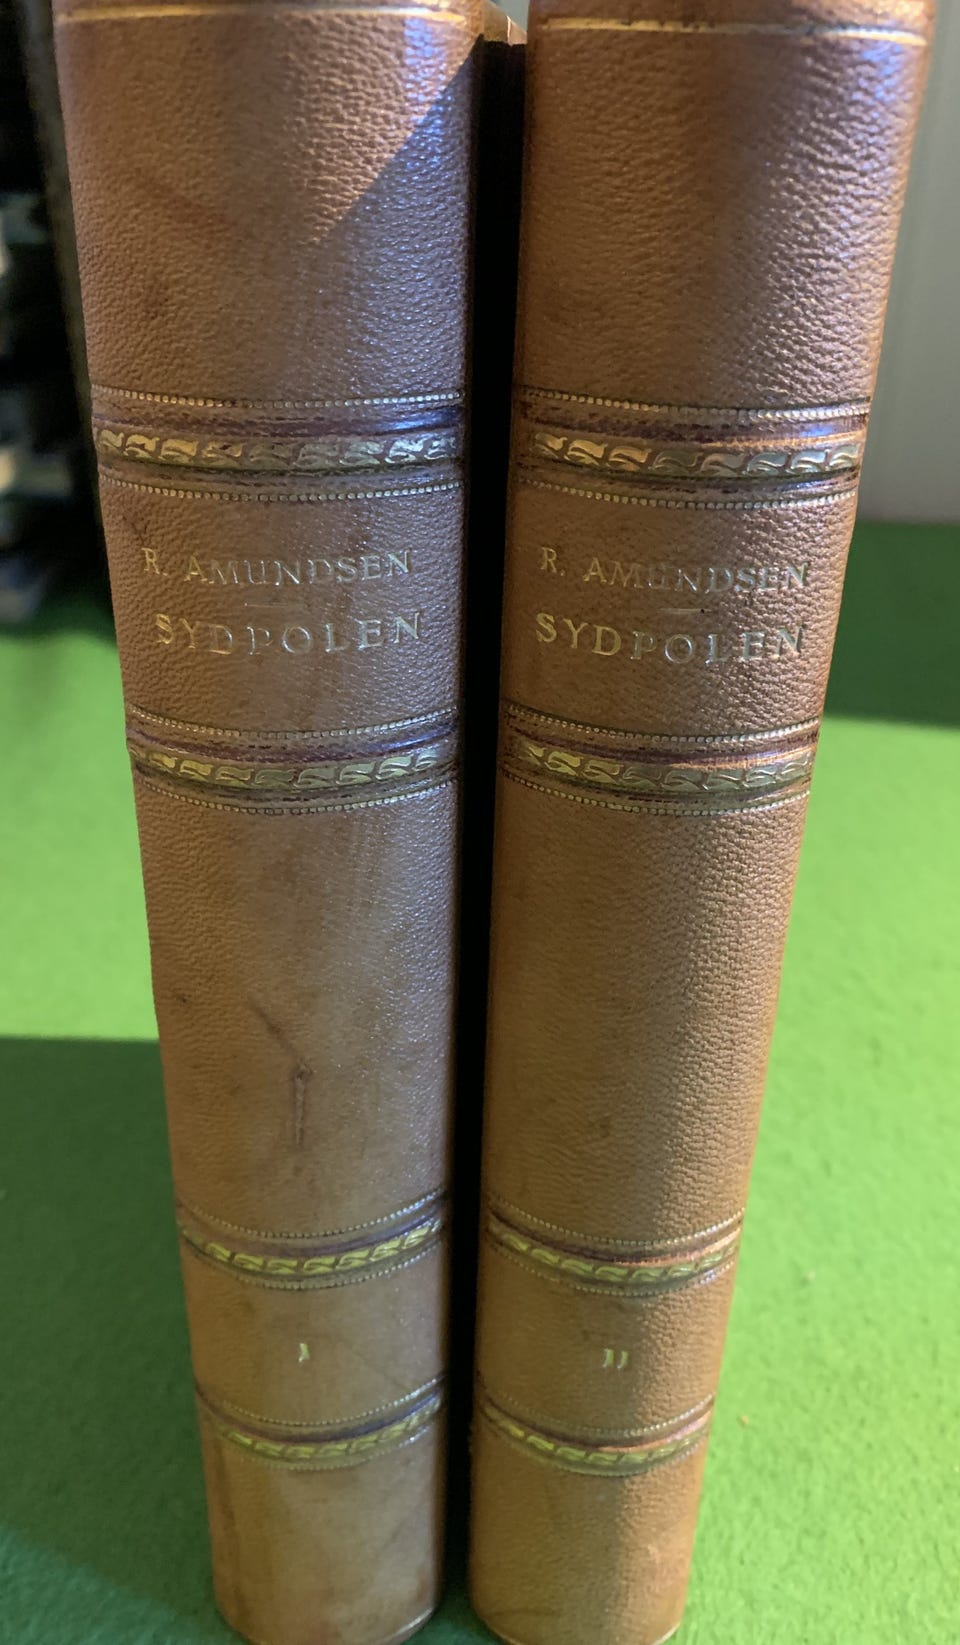 R. AMUNDSEN
SYDPOLEN
I
R. AMUNDSEN
SYDPOLEN
II